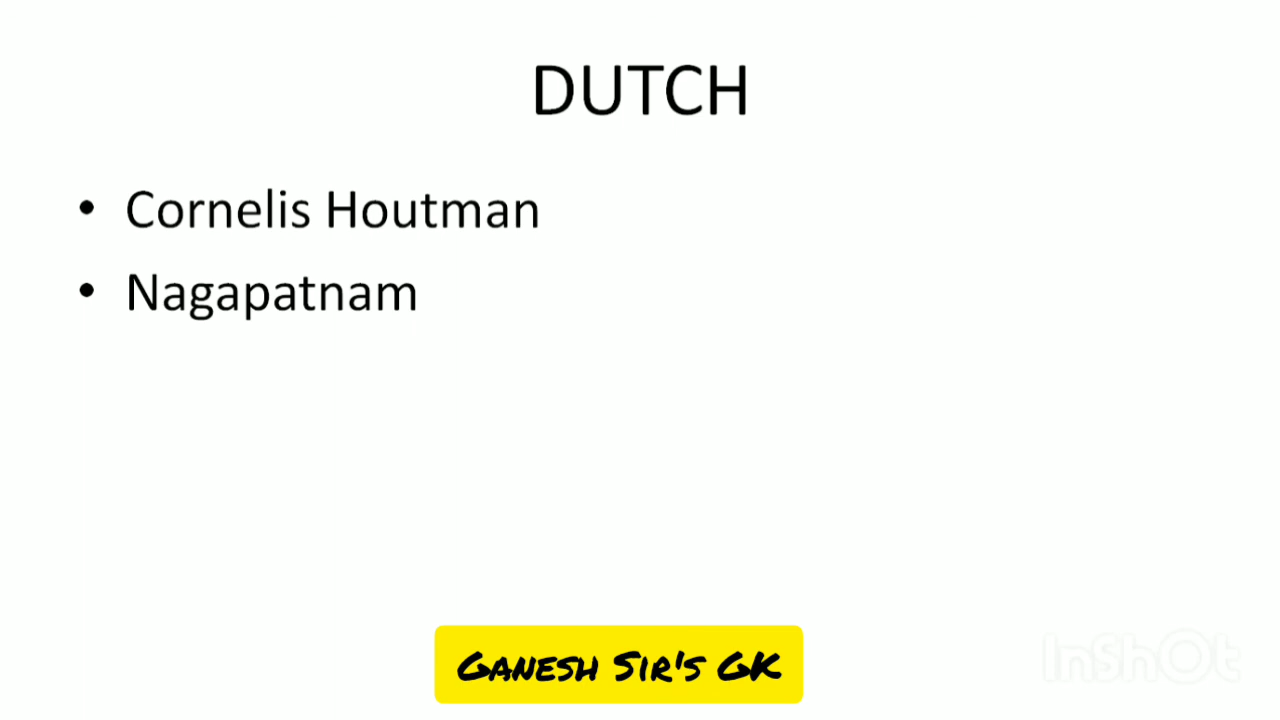 DUTCH
• Cornelis Houtman
• Nagapatnam
Ganesh Sir's GK
InShOt